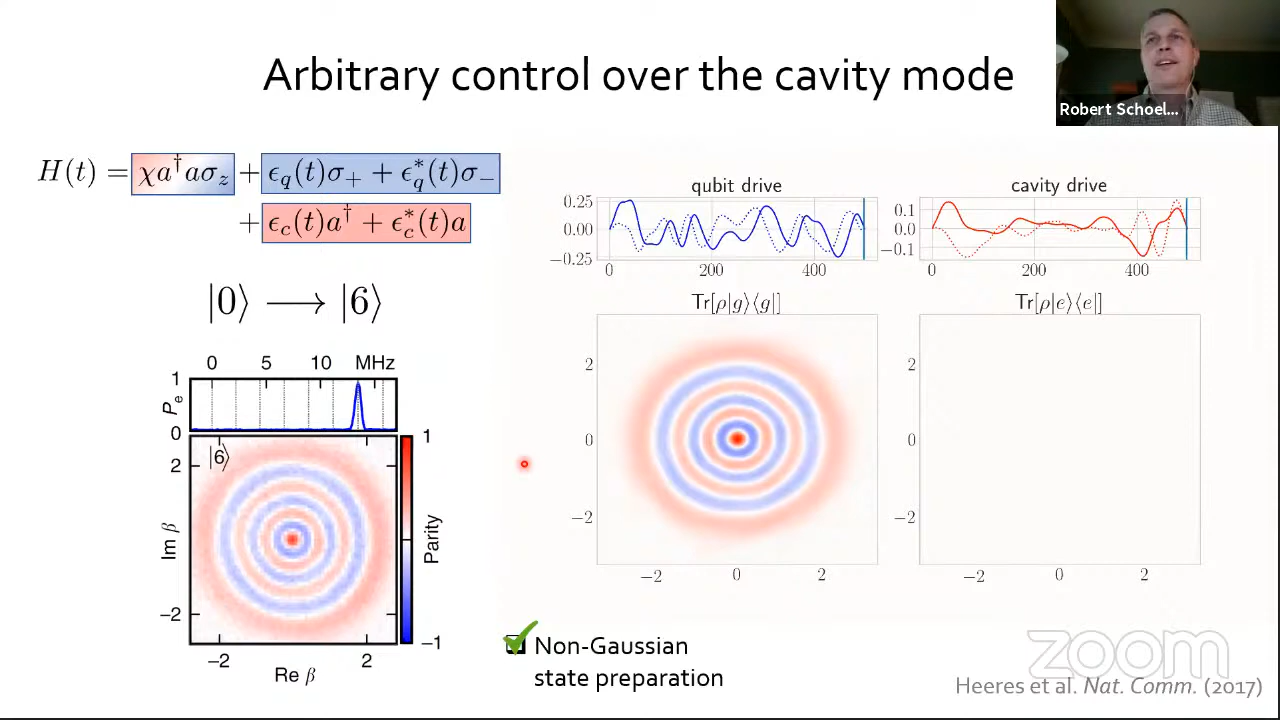 Arbitrary control over the cavity mode
Robert Schoel...
H(t) = χa†aσz + ϵq(t)σ+ + ϵq*(t)σ−
+ ϵc(t)a† + ϵc*(t)a
|0⟩ ⟶ |6⟩
0 5 10 MHz
1
Pe
0
|6⟩
2
−2
Im β
−2 2
Re β
1
Parity
−1
qubit drive
0.25
0.00
−0.25
0 200 400
cavity drive
0.1
0.0
−0.1
0 200 400
Tr[ρ|g⟩⟨g|]
2
0
−2
−2 0 2
Tr[ρ|e⟩⟨e|]
2
0
−2
−2 0 2
Non-Gaussian
state preparation
zoom
Heeres et al. Nat. Comm. (2017)